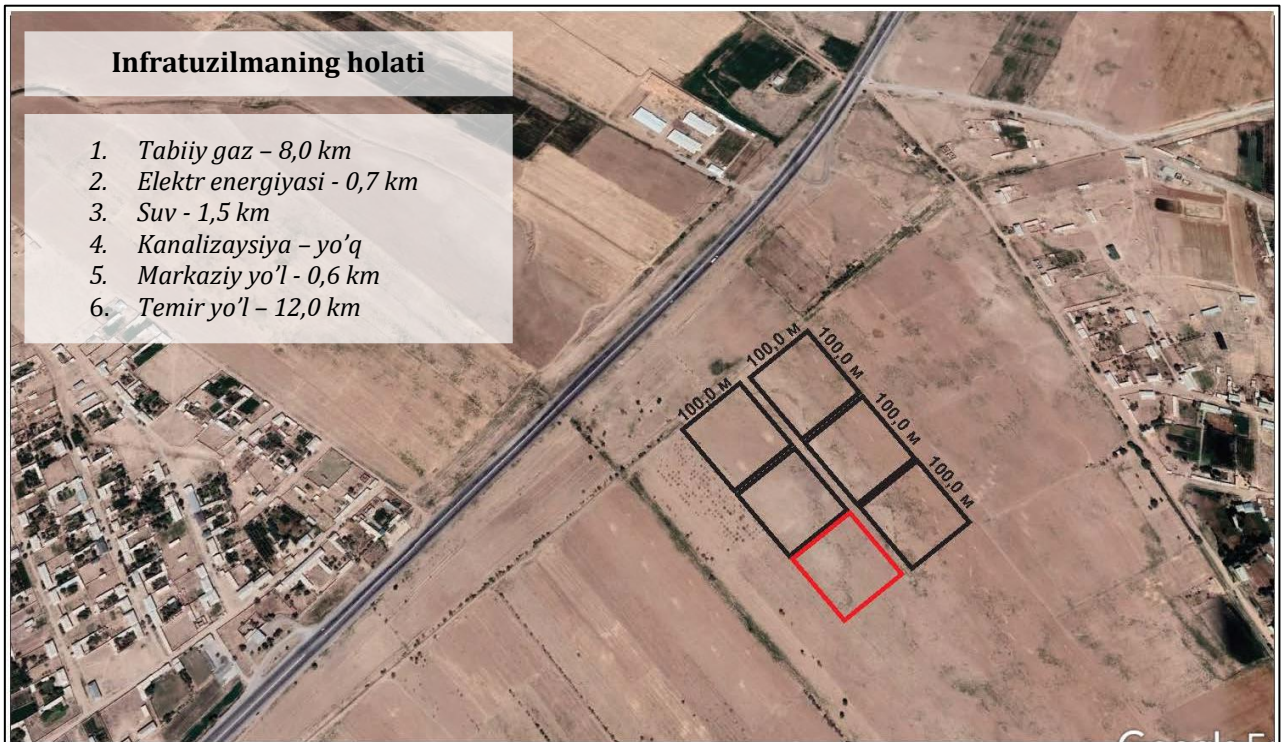 Infratuzilmaning holati
1. Tabiiy gaz – 8,0 km
2. Elektr energiyasi - 0,7 km
3. Suv - 1,5 km
4. Kanalizaysiya – yo’q
5. Markaziy yo’l - 0,6 km
6. Temir yo’l – 12,0 km
100,0 м
100,0 м
100,0 м
100,0 м
100,0 м